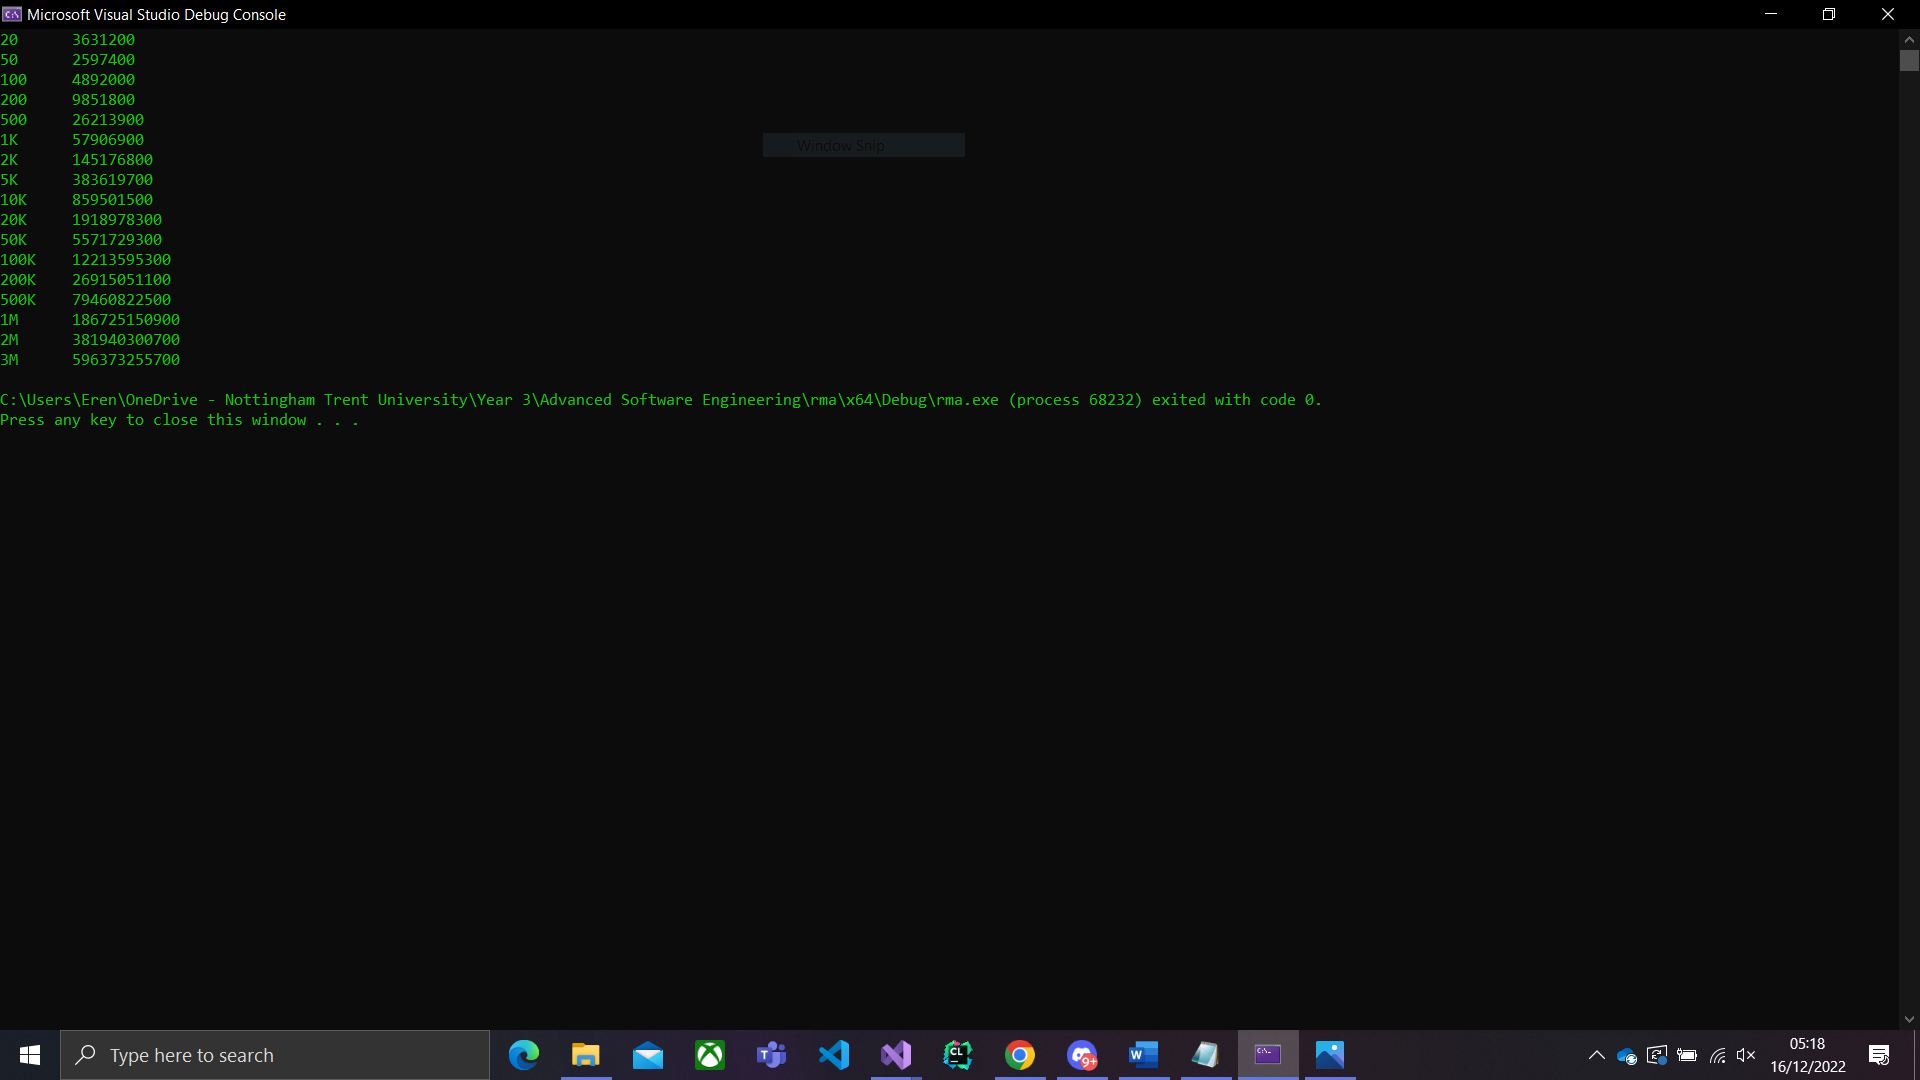 Microsoft Visual Studio Debug Console
20 3631200
50 2597400
100 4892000
200 9851800
500 26213900
1K 57906900
Window Snip
2K 145176800
5K 383619700
10K 859501500
20K 1918978300
50K 5571729300
100K 12213595300
200K 26915051100
500K 79460822500
1M 186725150900
2M 381940300700
3M 596373255700
C:\Users\Eren\OneDrive - Nottingham Trent University\Year 3\Advanced Software Engineering\rma\x64\Debug\rma.exe (process 68232) exited with code 0.
Press any key to close this window . . .
Type here to search
9+
05:18
16/12/2022